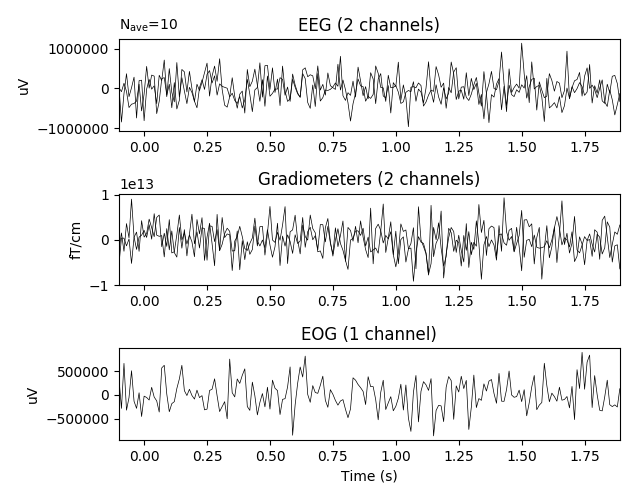 N_ave=10
EEG (2 channels)
1000000
0
−1000000
uV
0.00 0.25 0.50 0.75 1.00 1.25 1.50 1.75
1e13
Gradiometers (2 channels)
1
0
−1
fT/cm
0.00 0.25 0.50 0.75 1.00 1.25 1.50 1.75
EOG (1 channel)
500000
0
−500000
uV
0.00 0.25 0.50 0.75 1.00 1.25 1.50 1.75
Time (s)